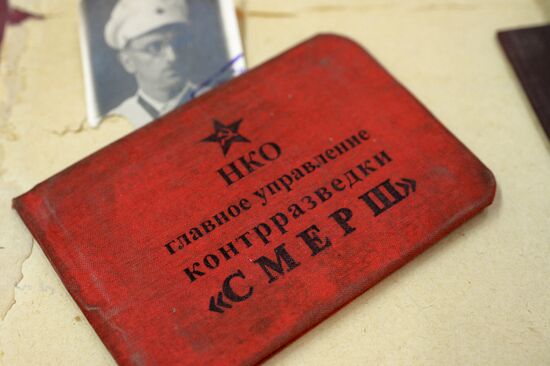 НКО
главное управление
контрразведки
«СМЕРШ»